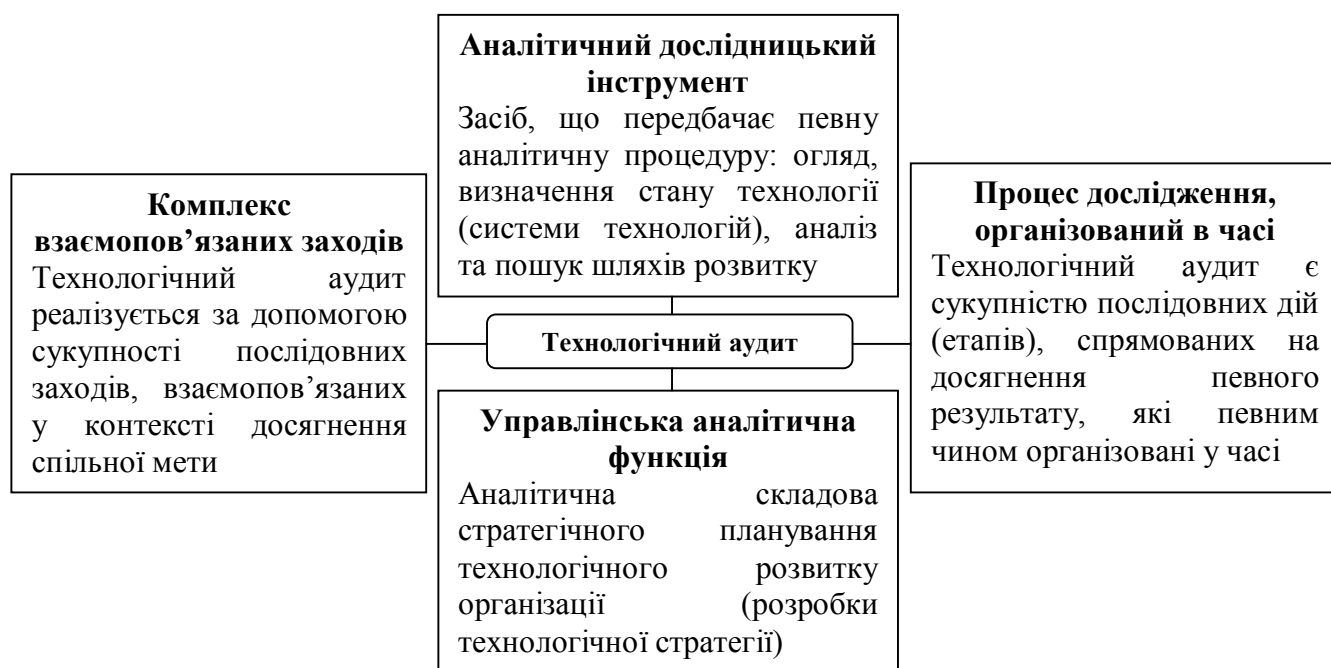 Аналітичний дослідницький
інструмент
Засіб, що передбачає певну
аналітичну процедуру: огляд,
визначення стану технології
(системи технологій), аналіз
та пошук шляхів розвитку
Комплекс
взаємопов’язаних заходів
Технологічний аудит
реалізується за допомогою
сукупності послідовних
заходів, взаємопов’язаних
у контексті досягнення
спільної мети
Технологічний аудит
Процес дослідження,
організований в часі
Технологічний аудит є
сукупністю послідовних дій
(етапів), спрямованих на
досягнення певного
результату, які певним
чином організовані у часі
Управлінська аналітична
функція
Аналітична складова
стратегічного планування
технологічного розвитку
організації (розробки
технологічної стратегії)